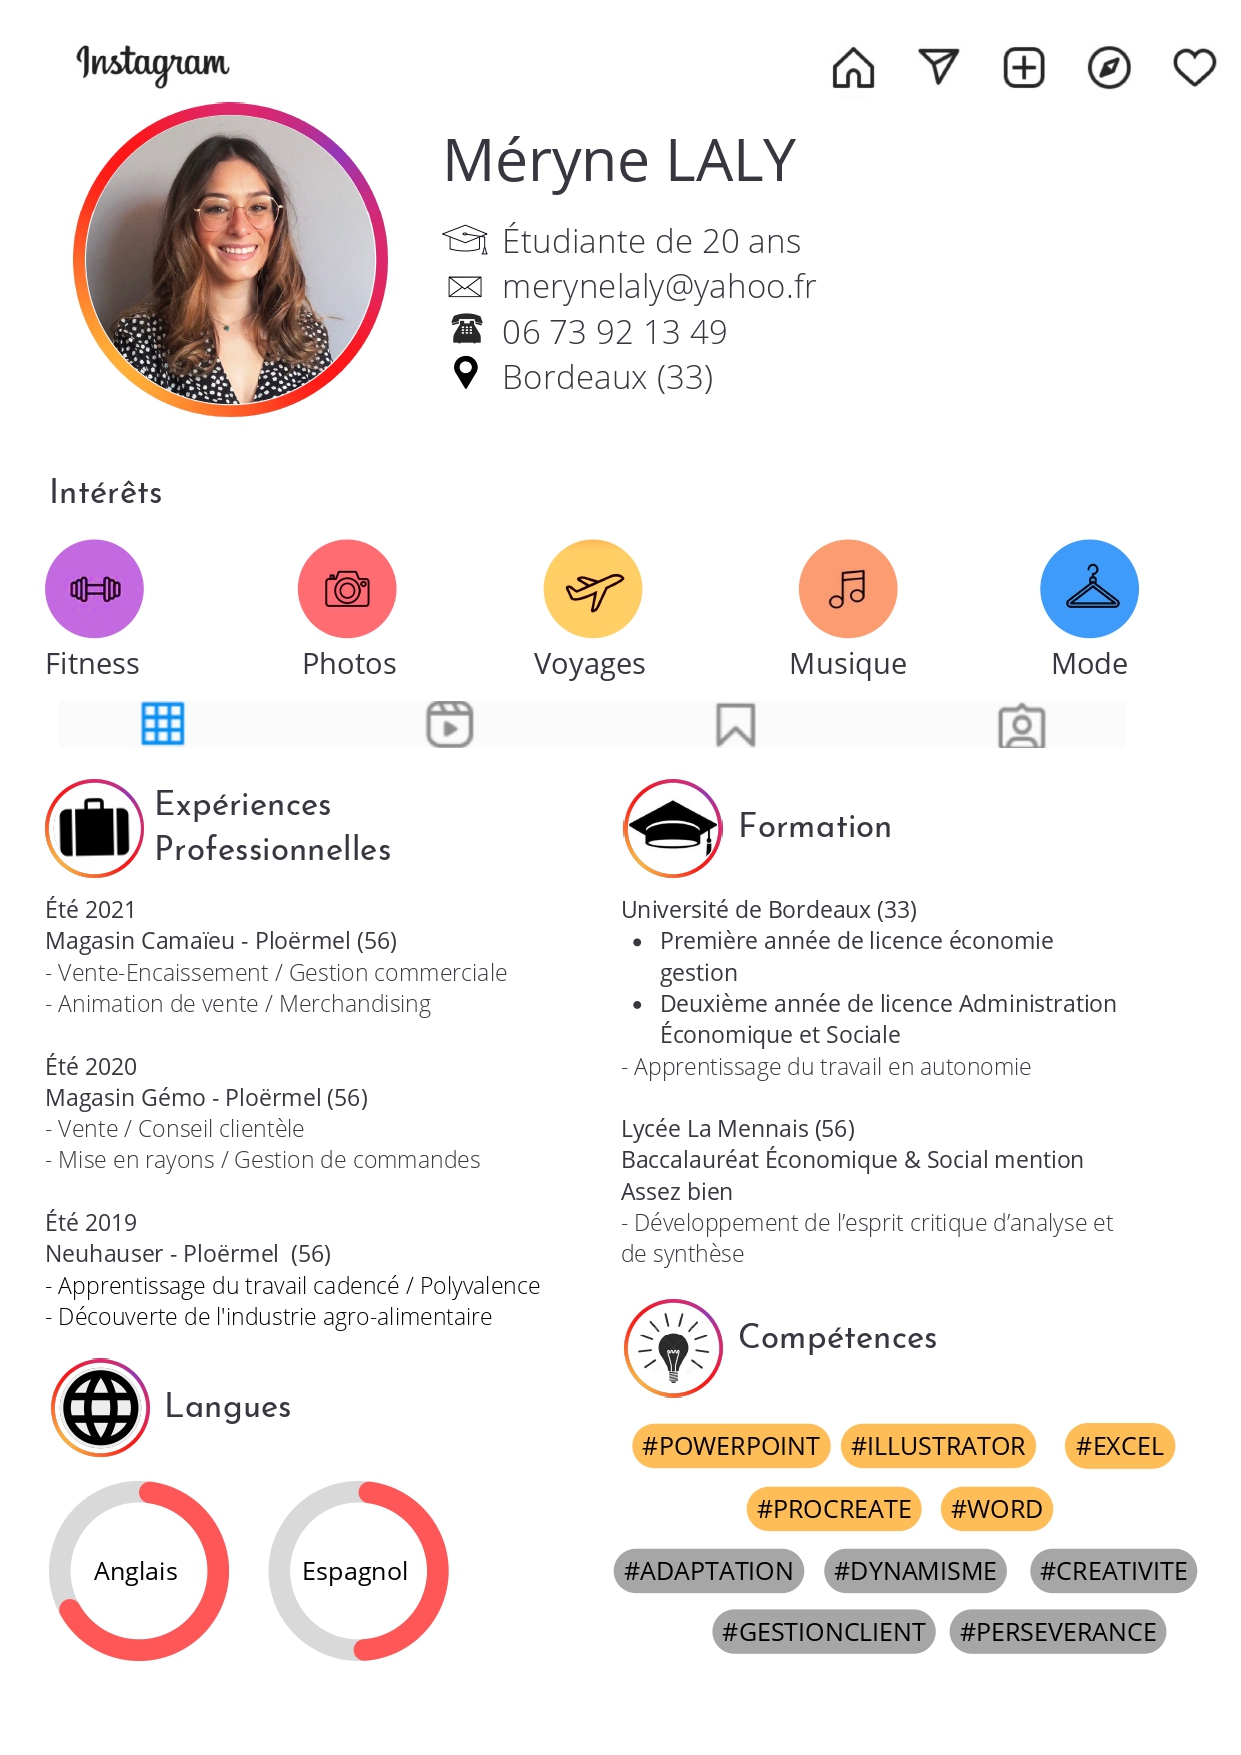 Instagram
Méryne LALY
Étudiante de 20 ans
merynelaly@yahoo.fr
06 73 92 13 49
Bordeaux (33)
Intérêts
Fitness
Photos
Voyages
Musique
Mode
Expériences
Professionnelles
Été 2021
Magasin Camaïeu - Ploërmel (56)
- Vente-Encaissement / Gestion commerciale
- Animation de vente / Merchandising
Été 2020
Magasin Gémo - Ploërmel (56)
- Vente / Conseil clientèle
- Mise en rayons / Gestion de commandes
Été 2019
Neuhauser - Ploërmel (56)
- Apprentissage du travail cadencé / Polyvalence
- Découverte de l'industrie agro-alimentaire
Langues
Anglais
Espagnol
Formation
Université de Bordeaux (33)
• Première année de licence économie
gestion
• Deuxième année de licence Administration
Économique et Sociale
- Apprentissage du travail en autonomie
Lycée La Mennais (56)
Baccalauréat Économique & Social mention
Assez bien
- Développement de l’esprit critique d’analyse et
de synthèse
Compétences
#POWERPOINT #ILLUSTRATOR #EXCEL
#PROCREATE #WORD
#ADAPTATION #DYNAMISME #CREATIVITE
#GESTIONCLIENT #PERSEVERANCE